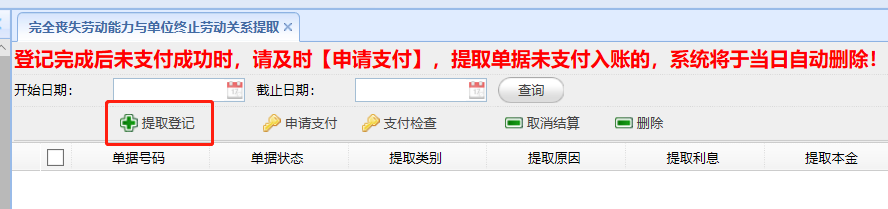 完全丧失劳动能力与单位终止劳动关系提取 ×
登记完成后未支付成功时，请及时【申请支付】，提取单据未支付入账的，系统将于当日自动删除！
开始日期： 截止日期： 查询
提取登记 申请支付 支付检查 取消结算 删除
单据号码 单据状态 提取类别 提取原因 提取利息 提取本金